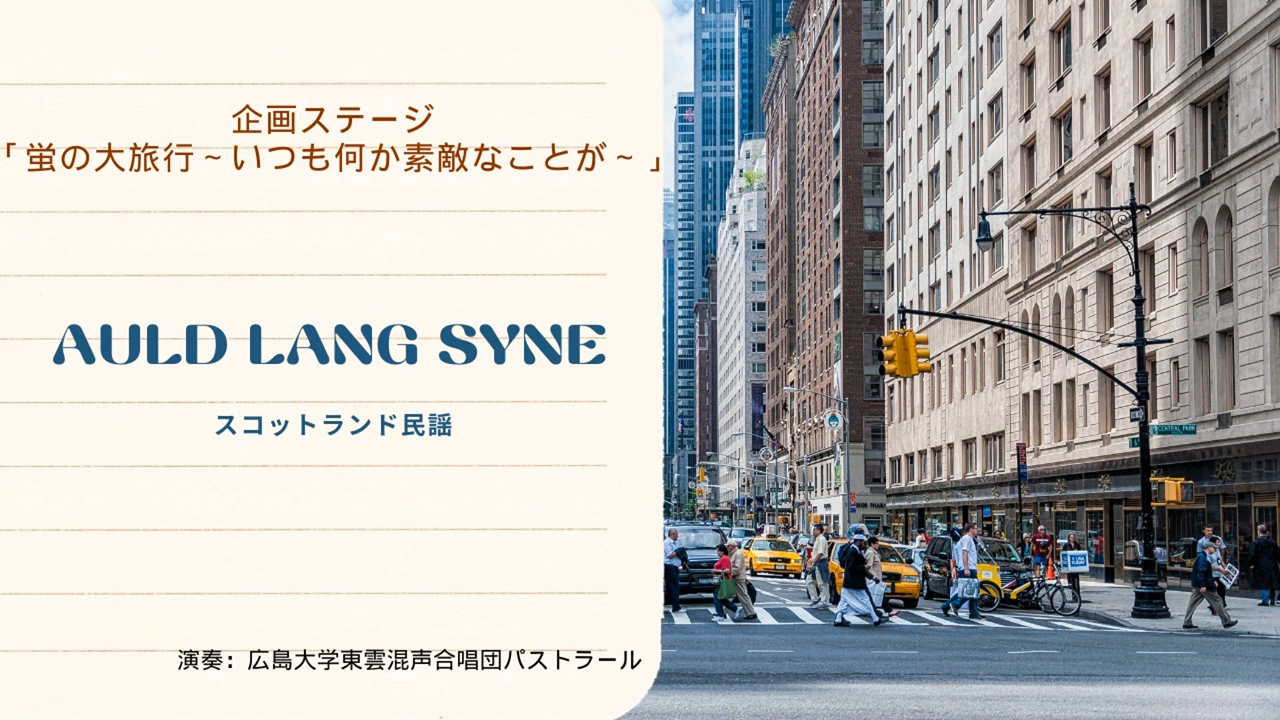 企画ステージ
「蛍の大旅行～いつも何か素敵なことが～」
AULD LANG SYNE
スコットランド民謡
演奏：広島大学東雲混声合唱団パストラール
CENTRAL PARK